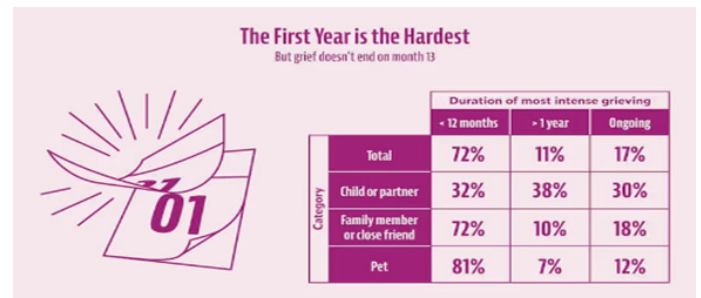 The First Year is the Hardest
But grief doesn't end on month 13
Duration of most intense grieving
< 12 months > 1 year Ongoing
Category
Total 72% 11% 17%
Child or partner 32% 38% 30%
Family member
or close friend 72% 10% 18%
Pet 81% 7% 12%
01